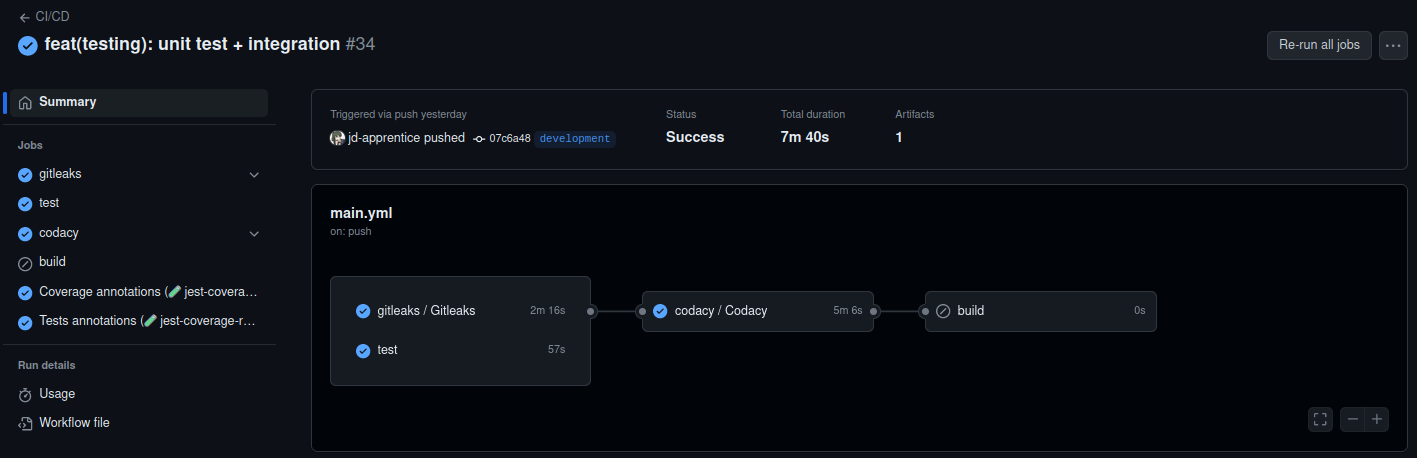 CI/CD
feat(testing): unit test + integration #34
Re-run all jobs
Summary
Jobs
gitleaks
test
codacy
build
Coverage annotations (🧪 jest-covera...
Tests annotations (🧪 jest-coverage-r...
Run details
Usage
Workflow file
Triggered via push yesterday
jd-apprentice pushed 07c6a48 development
Status
Success
Total duration
7m 40s
Artifacts
1
main.yml
on: push
gitleaks / Gitleaks 2m 16s
test 57s
codacy / Codacy 5m 6s
build 0s